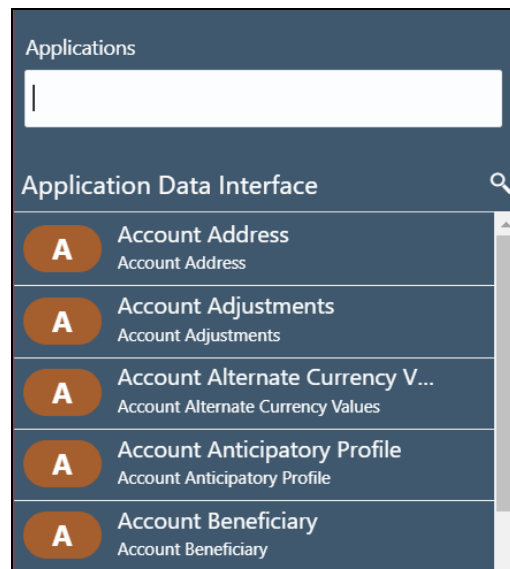 Applications
Application Data Interface
A
Account Address
Account Address
A
Account Adjustments
Account Adjustments
A
Account Alternate Currency V...
Account Alternate Currency Values
A
Account Anticipatory Profile
Account Anticipatory Profile
A
Account Beneficiary
Account Beneficiary